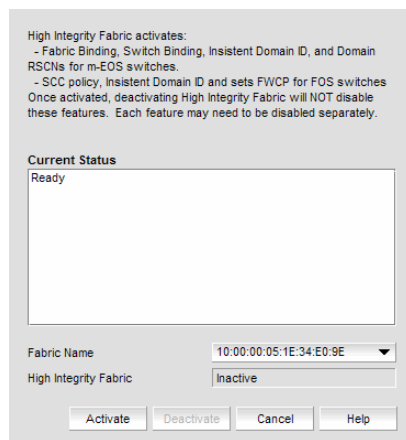 High Integrity Fabric activates:
- Fabric Binding, Switch Binding, Insistent Domain ID, and Domain
RSCNs for m-EOS switches.
- SCC policy, Insistent Domain ID and sets FWCP for FOS switches
Once activated, deactivating High Integrity Fabric will NOT disable
these features. Each feature may need to be disabled separately.
Current Status
Ready
Fabric Name 10:00:00:05:1E:34:E0:9E
High Integrity Fabric Inactive
Activate Deactivate Cancel Help